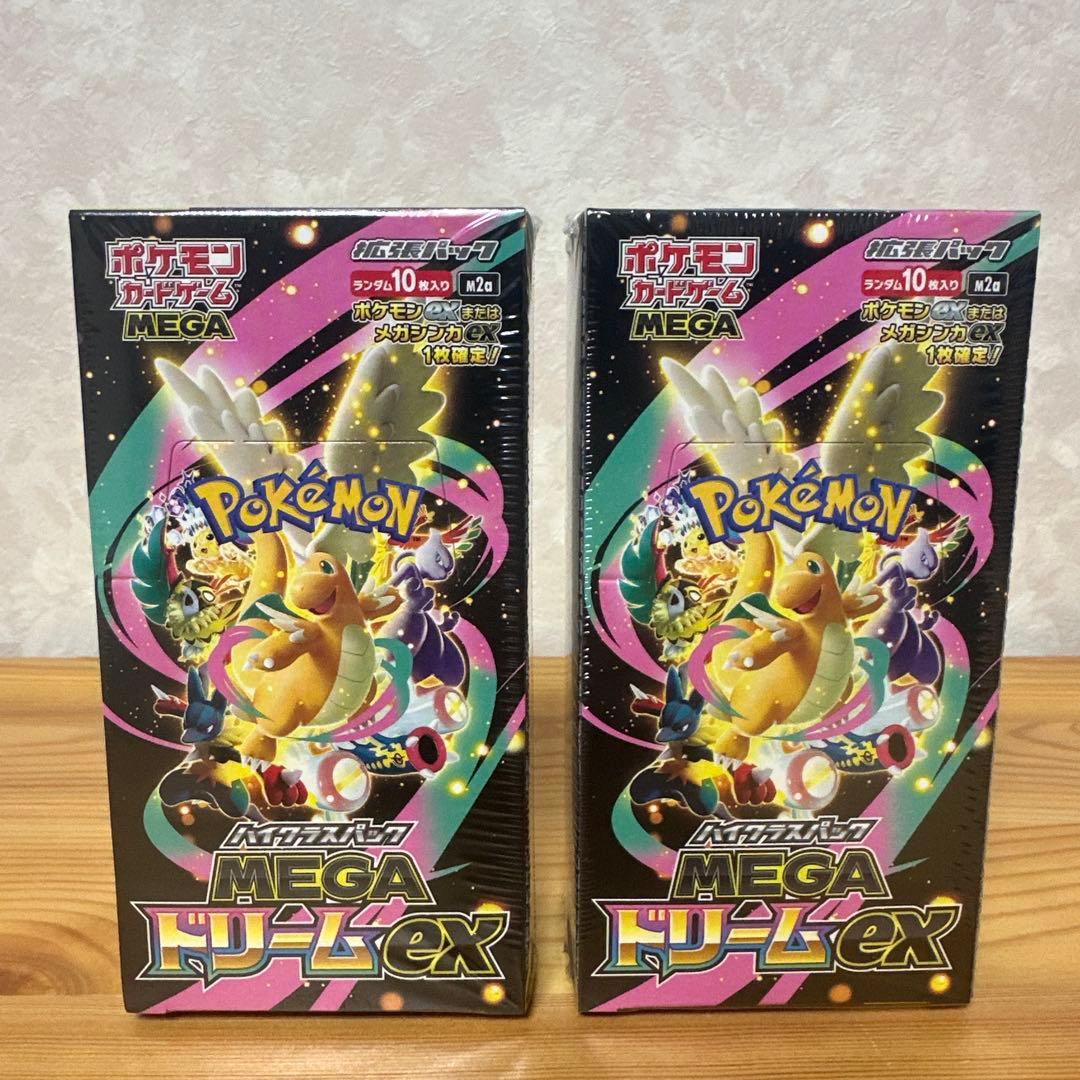 ポケモン
カードゲーム
MEGA
拡張パック
ランダム10枚入り M2a
ポケモンexまたは
メガシンカex
1枚確定!
POKéMON
ハイクラスパック
MEGA
ドリームex
ポケモン
カードゲーム
MEGA
拡張パック
ランダム10枚入り M2a
ポケモンexまたは
メガシンカex
1枚確定!
POKéMON
TM
ハイクラスパック
MEGA
ドリームex